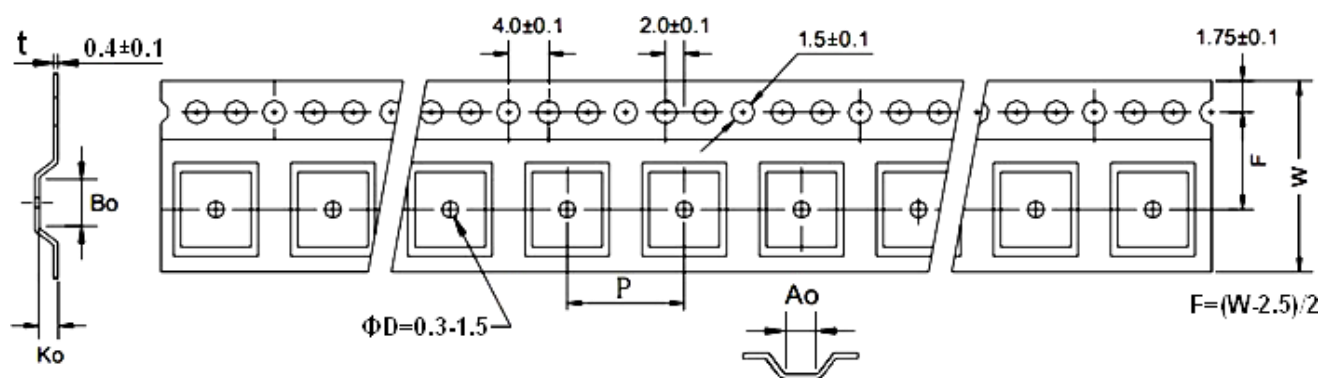 t
0.4±0.1
4.0±0.1
2.0±0.1
1.5±0.1
1.75±0.1
Bo
F
W
Ko
ΦD=0.3-1.5
P
Ao
F=(W-2.5)/2